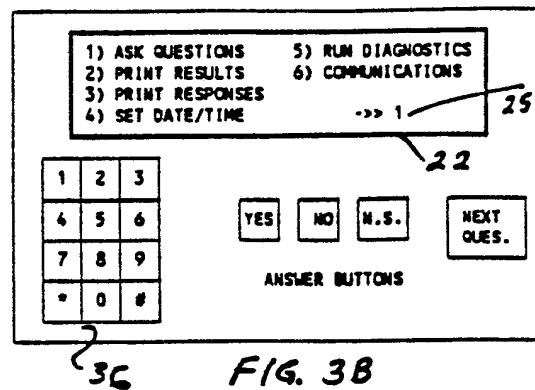 1) ASK QUESTIONS 5) RUN DIAGNOSTICS
2) PRINT RESULTS 6) COMMUNICATIONS
3) PRINT RESPONSES
4) SET DATE/TIME ->> 1
25
22
1 2 3
4 5 6
7 8 9
* 0 #
YES NO N.S. NEXT QUES.
ANSWER BUTTONS
36
FIG. 3B